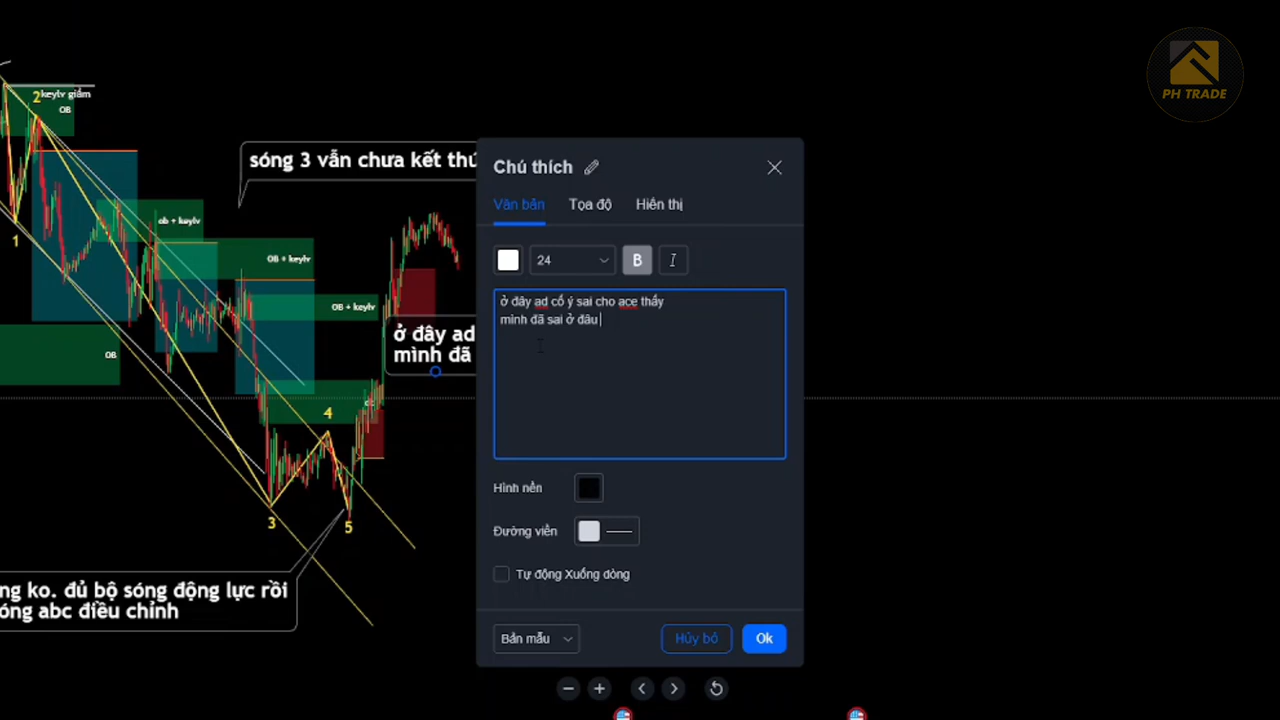 PH TRADE
2
keylv giảm
OB
sóng 3 vẫn chưa kết
1
ob + keylv
OB + keylv
OB + keylv
OB
ở đây ad
mình đã
4
3
5
ko. đủ bộ sóng động lực rồi
abc điều chỉnh
Chú thích
Văn bản
Tọa độ
Hiển thị
24
B
I
ở đây ad cố ý sai cho ace thấy
mình đã sai ở đâu
Hình nền
Đường viền
Tự động Xuống dòng
Bản mẫu
Hủy bỏ
Ok